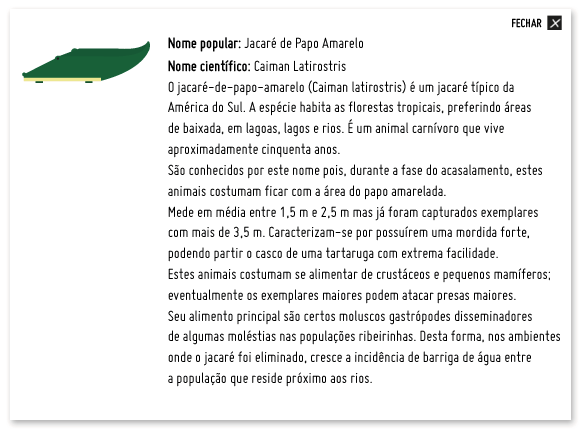 FECHAR X
Nome popular: Jacaré de Papo Amarelo
Nome científico: Caiman Latirostris
O jacaré-de-papo-amarelo (Caiman latirostris) é um jacaré típico da
América do Sul. A espécie habita as florestas tropicais, preferindo áreas
de baixada, em lagoas, lagos e rios. É um animal carnívoro que vive
aproximadamente cinquenta anos.
São conhecidos por este nome pois, durante a fase do acasalamento, estes
animais costumam ficar com a área do papo amarelada.
Mede em média entre 1,5 m e 2,5 m mas já foram capturados exemplares
com mais de 3,5 m. Caracterizam-se por possuírem uma mordida forte,
podendo partir o casco de uma tartaruga com extrema facilidade.
Estes animais costumam se alimentar de crustáceos e pequenos mamíferos;
eventualmente os exemplares maiores podem atacar presas maiores.
Seu alimento principal são certos moluscos gastrópodes disseminadores
de algumas moléstias nas populações ribeirinhas. Desta forma, nos ambientes
onde o jacaré foi eliminado, cresce a incidência de barriga de água entre
a população que reside próximo aos rios.